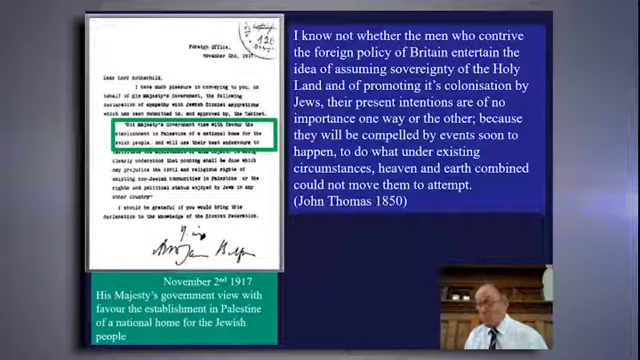 Foreign Office,
November 2nd, 1917
Dear Lord Rothschild,
I have much pleasure in conveying to you, on
behalf of His Majesty's Government, the following
declaration of sympathy with Jewish Zionist aspirations
which has been submitted to, and approved by, the Cabinet.
"His Majesty's Government view with favour the
establishment in Palestine of a national home for the
Jewish people, and will use their best endeavours to
clearly understood that nothing shall be done which
may prejudice the civil and religious rights of
existing non-Jewish communities in Palestine or the
rights and political status enjoyed by Jews in any
other country"
I should be grateful if you would bring this
declaration to the knowledge of the Zionist Federation.
November 2nd 1917
His Majesty's government view with
favour the establishment in Palestine
of a national home for the Jewish
people
I know not whether the men who contrive
the foreign policy of Britain entertain the
idea of assuming sovereignty of the Holy
Land and of promoting it's colonisation by
Jews, their present intentions are of no
importance one way or the other; because
they will be compelled by events soon to
happen, to do what under existing
circumstances, heaven and earth combined
could not move them to attempt.
(John Thomas 1850)